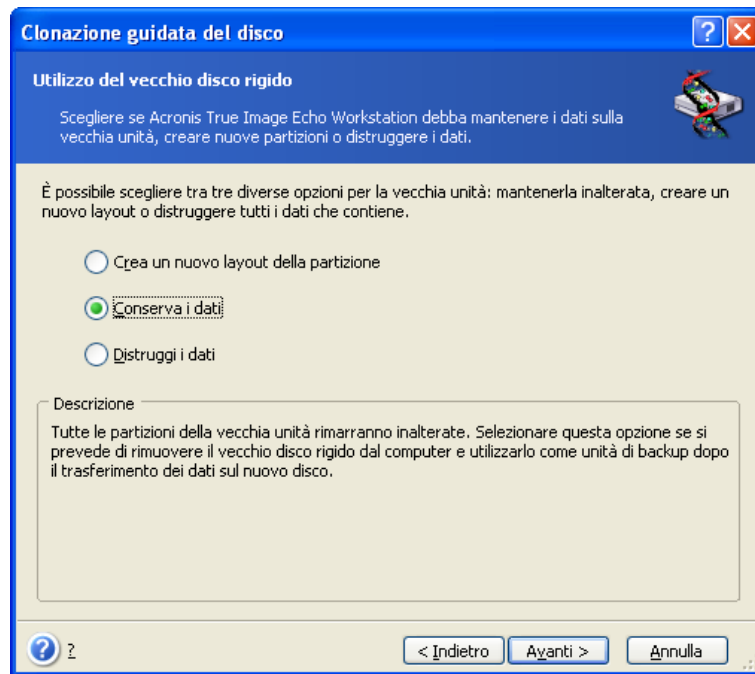 Clonazione guidata del disco
Utilizzo del vecchio disco rigido
Scegliere se Acronis True Image Echo Workstation debba mantenere i dati sulla
vecchia unità, creare nuove partizioni o distruggere i dati.
È possibile scegliere tra tre diverse opzioni per la vecchia unità: mantenerla inalterata, creare un
nuovo layout o distruggere tutti i dati che contiene.
Crea un nuovo layout della partizione
Conserva i dati
Distruggi i dati
Descrizione
Tutte le partizioni della vecchia unità rimarranno inalterate. Selezionare questa opzione se si
prevede di rimuovere il vecchio disco rigido dal computer e utilizzarlo come unità di backup dopo
il trasferimento dei dati sul nuovo disco.
? < Indietro Avanti > Annulla